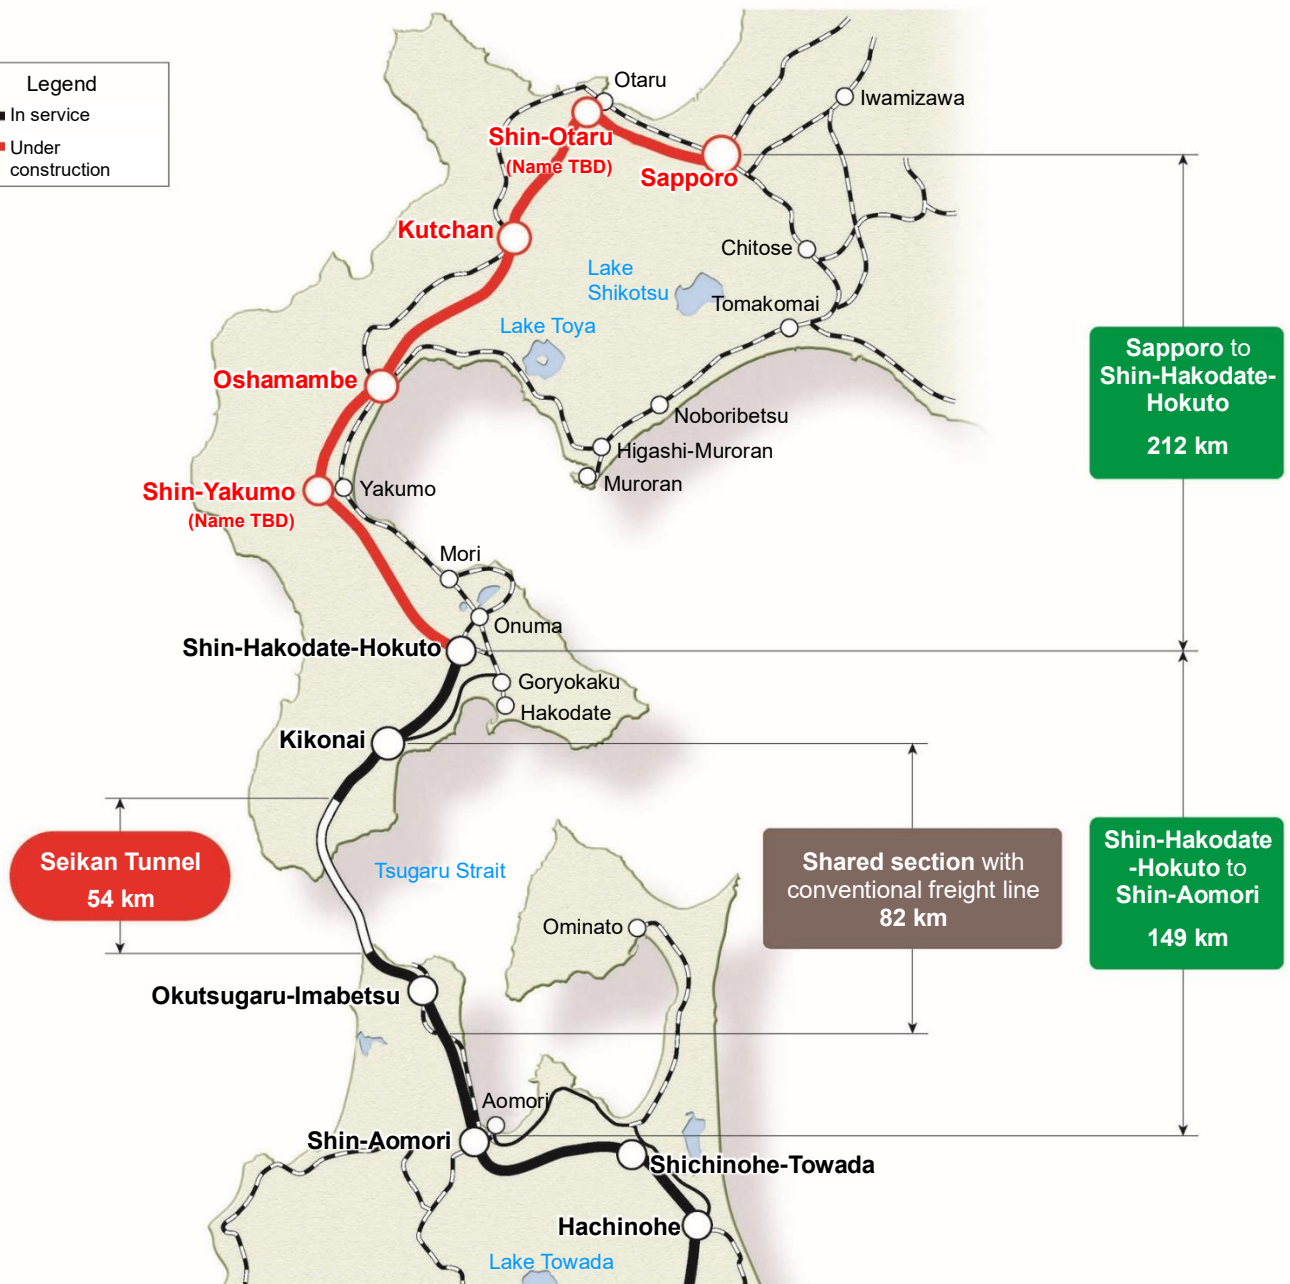 Legend
In service
Under
construction
Otaru
Iwamizawa
Shin-Otaru
(Name TBD)
Sapporo
Kutchan
Chitose
Lake
Shikotsu
Tomakomai
Lake Toya
Sapporo to
Shin-Hakodate-
Hokuto
212 km
Oshamambe
Noboribetsu
Higashi-Muroran
Muroran
Shin-Yakumo
(Name TBD)
Yakumo
Mori
Onuma
Shin-Hakodate-Hokuto
Goryokaku
Hakodate
Kikonai
Seikan Tunnel
54 km
Tsugaru Strait
Shared section with
conventional freight line
82 km
Shin-Hakodate
-Hokuto to
Shin-Aomori
149 km
Ominato
Okutsugaru-Imabetsu
Aomori
Shin-Aomori
Shichinohe-Towada
Hachinohe
Lake Towada